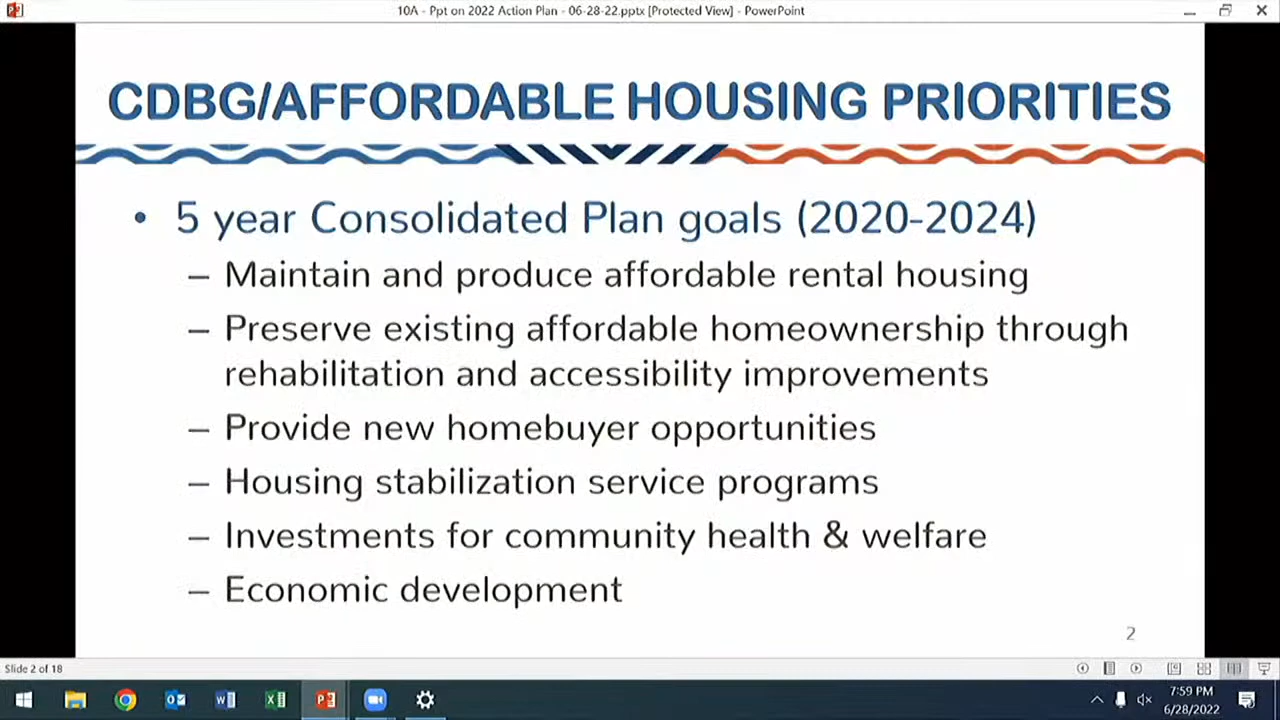 10A - Ppt on 2022 Action Plan - 06-28-22.pptx [Protected View] - PowerPoint
CDBG/AFFORDABLE HOUSING PRIORITIES
• 5 year Consolidated Plan goals (2020-2024)
– Maintain and produce affordable rental housing
– Preserve existing affordable homeownership through
rehabilitation and accessibility improvements
– Provide new homebuyer opportunities
– Housing stabilization service programs
– Investments for community health & welfare
– Economic development
2
Slide 2 of 18
7:59 PM
6/28/2022